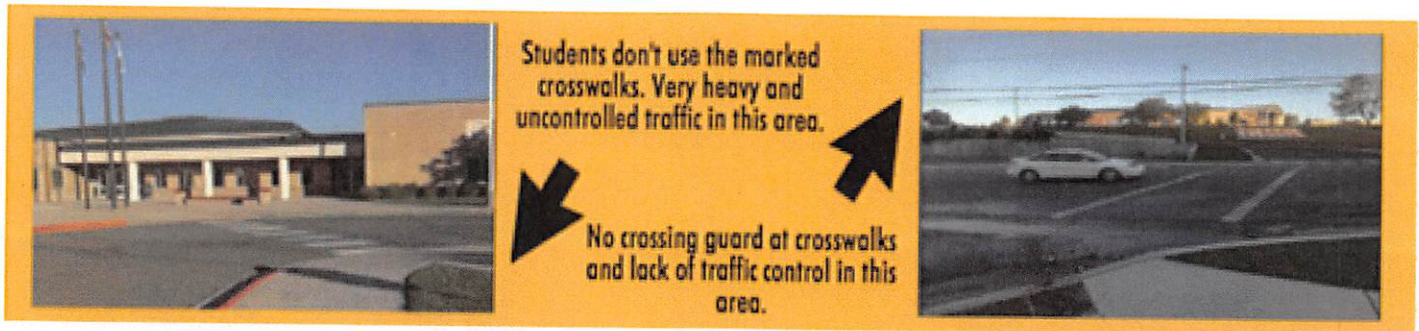 Students don't use the marked
crosswalks. Very heavy and
uncontrolled traffic in this area.
No crossing guard at crosswalks
and lack of traffic control in this
area.